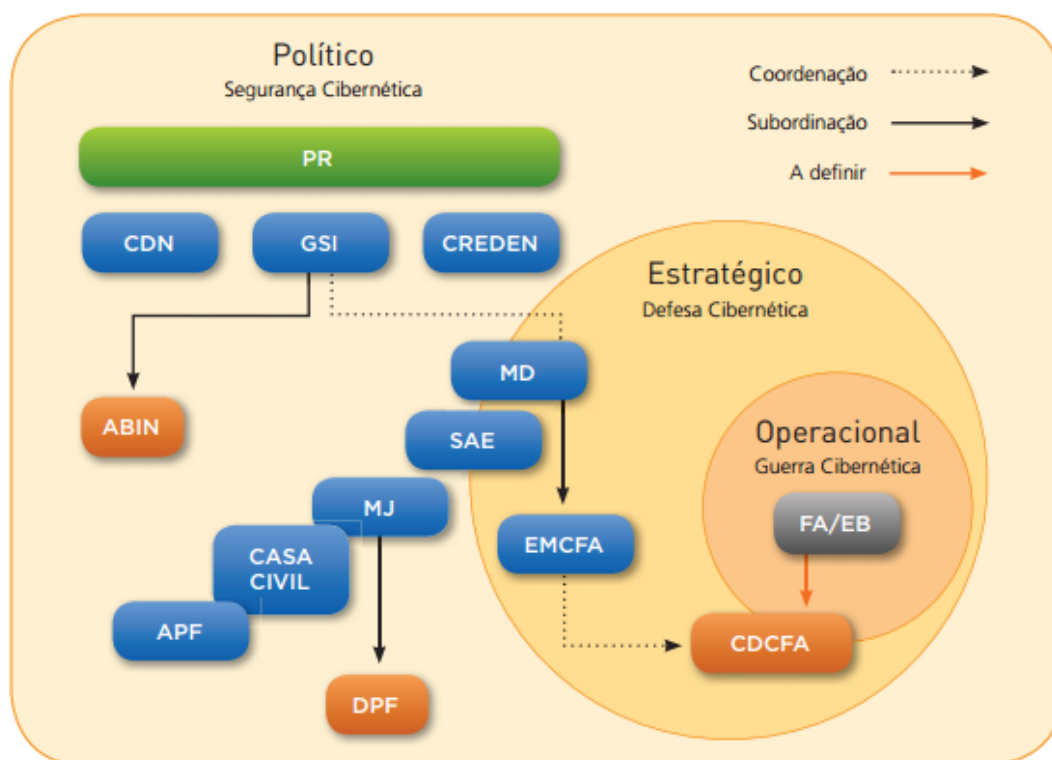 Político
Segurança Cibernética
Coordenação
Subordinação
A definir
PR
CDN
GSI
CREDEN
Estratégico
Defesa Cibernética
MD
ABIN
SAE
Operacional
Guerra Cibernética
MJ
FA/EB
EMCFA
CASA
CIVIL
APF
CDCFA
DPF